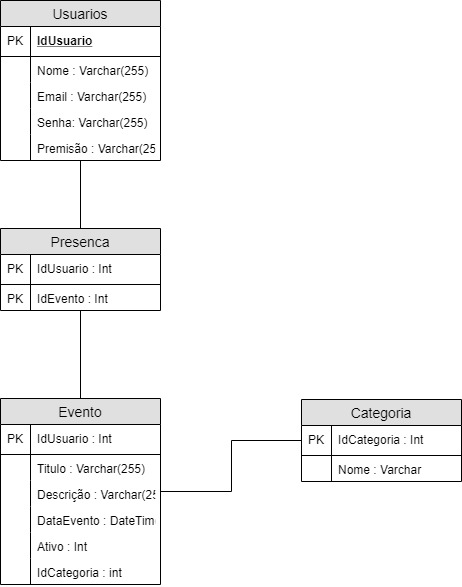 Usuarios
PK IdUsuario
Nome : Varchar(255)
Email : Varchar(255)
Senha: Varchar(255)
Premisão : Varchar(25
Presenca
PK IdUsuario : Int
PK IdEvento : Int
Evento
PK IdUsuario : Int
Titulo : Varchar(255)
Descrição : Varchar(25
DataEvento : DateTim
Ativo : Int
IdCategoria : int
Categoria
PK IdCategoria : Int
Nome : Varchar